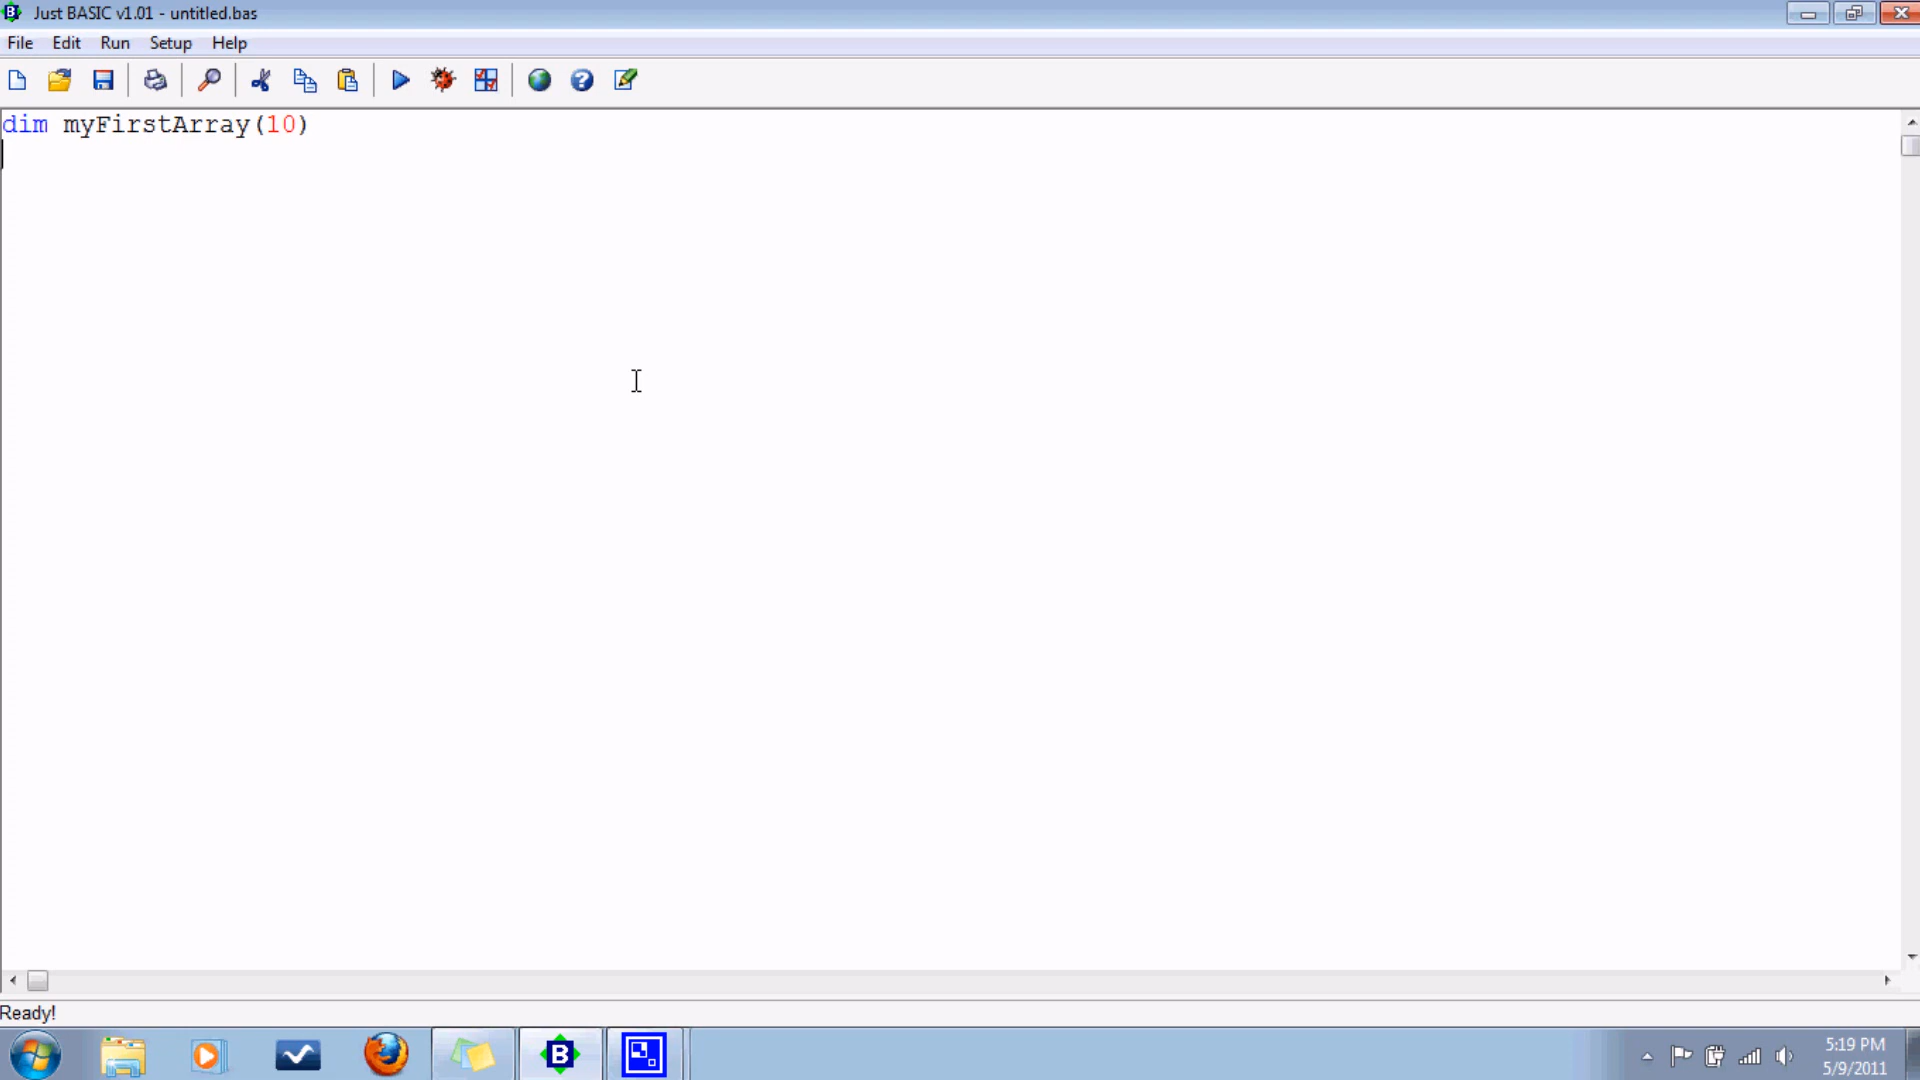 Just BASIC v1.01 - untitled.bas
File Edit Run Setup Help
dim myFirstArray(10)
Ready!
5:19 PM
5/9/2011